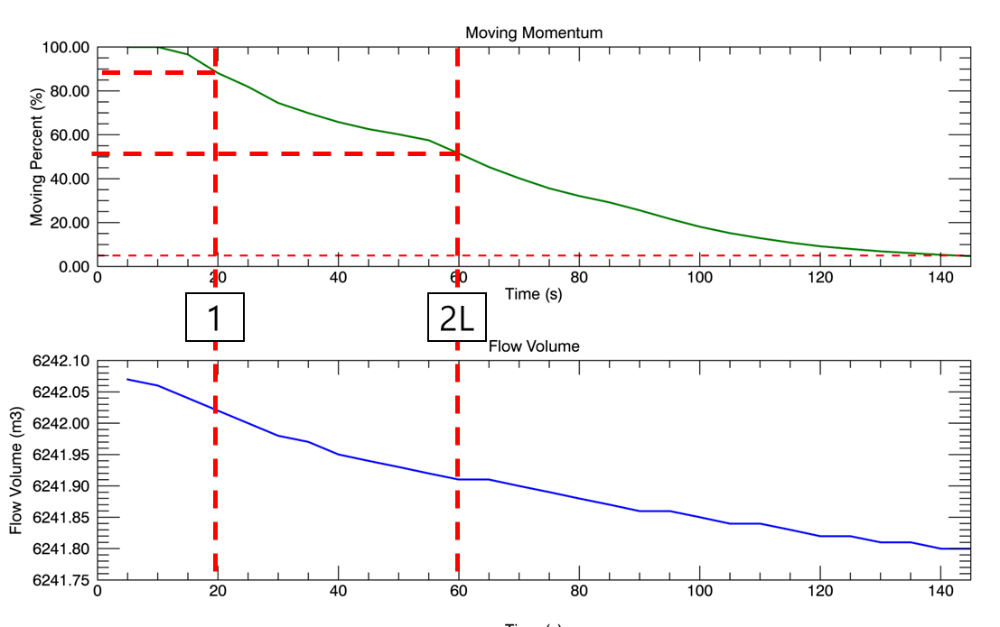 Moving Momentum
Moving Percent (%)
100.00
80.00
60.00
40.00
20.00
0.00
0 20 40 60 80 100 120 140
Time (s)
1
2L
Flow Volume
Flow Volume (m3)
6242.10
6242.05
6242.00
6241.95
6241.90
6241.85
6241.80
6241.75
0 20 40 60 80 100 120 140